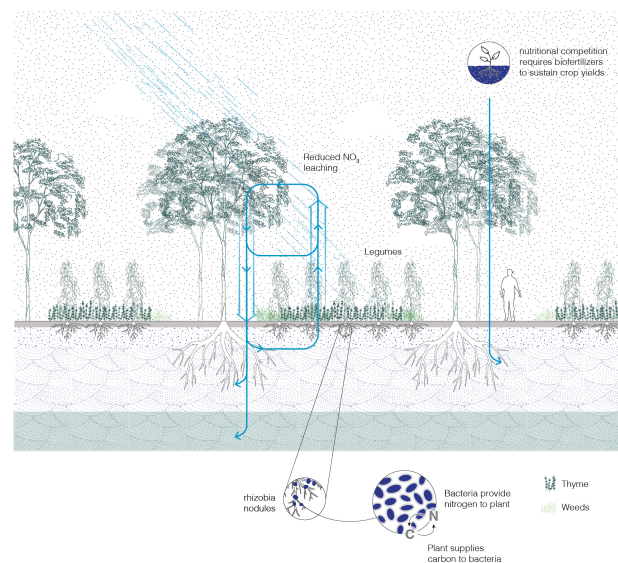 nutritional competition
requires biofertilizers
to sustain crop yields
Reduced NO3
leaching
Legumes
rhizobia
nodules
Bacteria provide
nitrogen to plant
N
C
Plant supplies
carbon to bacteria
Thyme
Weeds